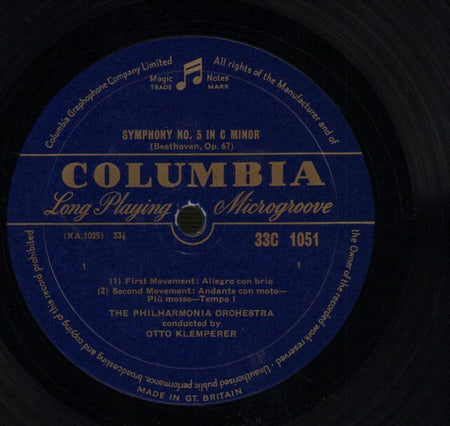 Columbia Graphophone Company Limited
All rights of the Manufacturer and of
the Owner of the recorded work reserved -
Unauthorised public performance, broadcasting and copying of this record prohibited
Magic Notes
TRADE MARK
SYMPHONY NO. 5 IN C MINOR
(Beethoven, Op. 67)
COLUMBIA
Long Playing Microgroove
(XA.1025) 33⅓
33C 1051
1 1
(1) First Movement: Allegro con brio
(2) Second Movement: Andante con moto—
Più mosso—Tempo I
THE PHILHARMONIA ORCHESTRA
conducted by
OTTO KLEMPERER
MADE IN GT. BRITAIN